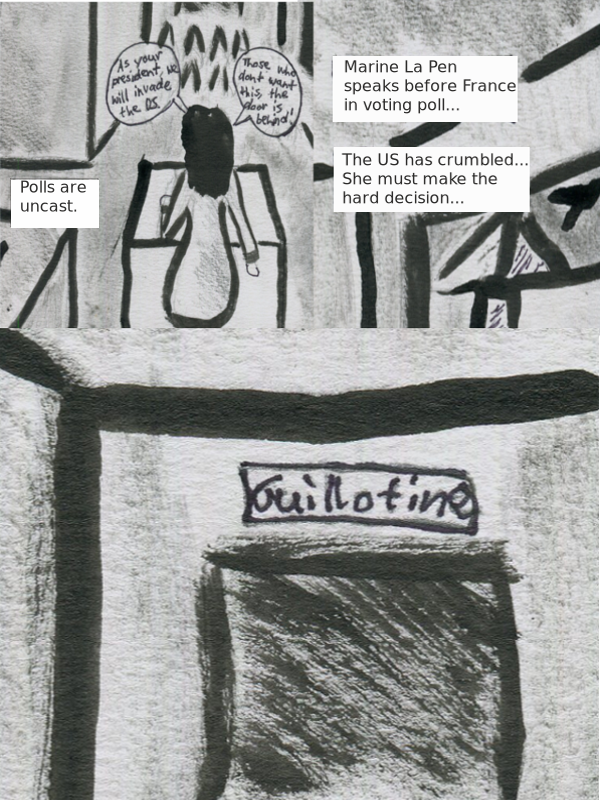 As your
president, we
will invade
the US.
Those who
dont want
this the
door is
behind!
Polls are
uncast.
Marine La Pen
speaks before France
in voting poll...
The US has crumbled...
She must make the
hard decision...
Guillotine